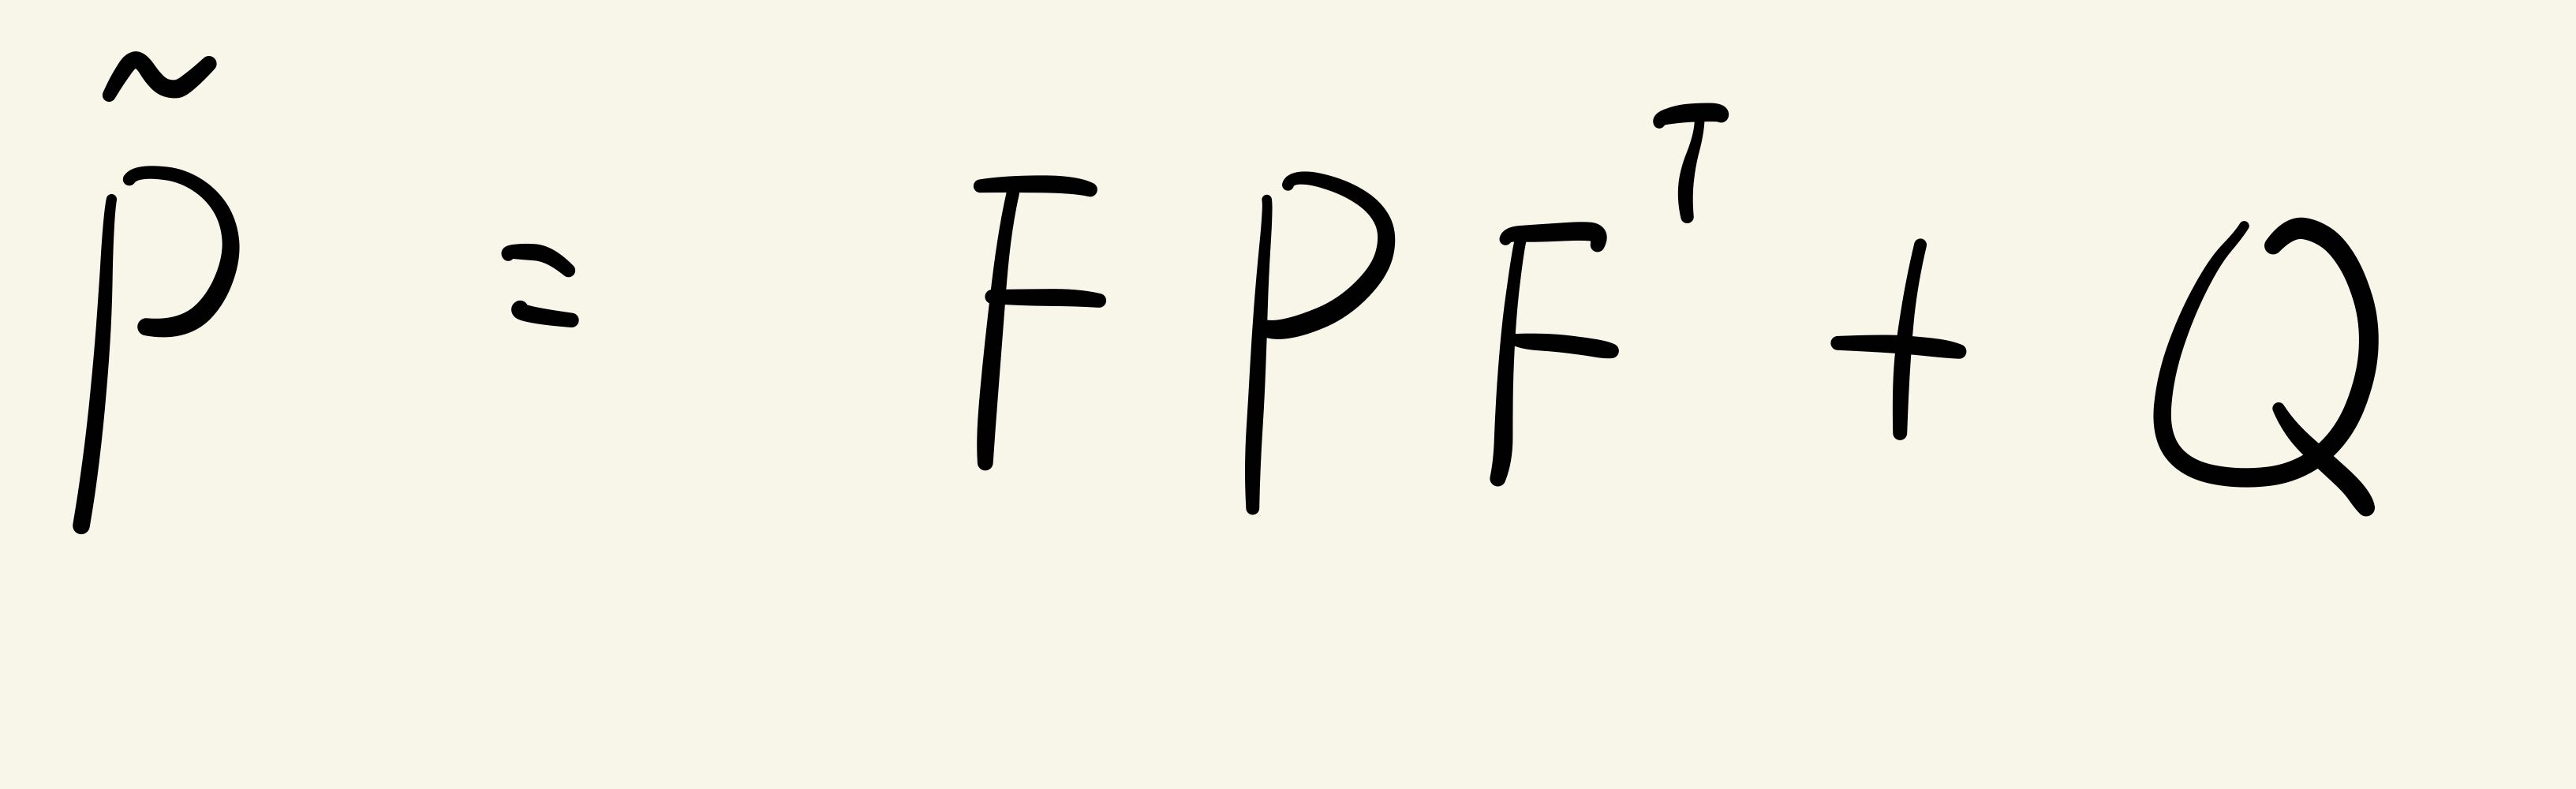 P̃ = FPFᵀ + Q